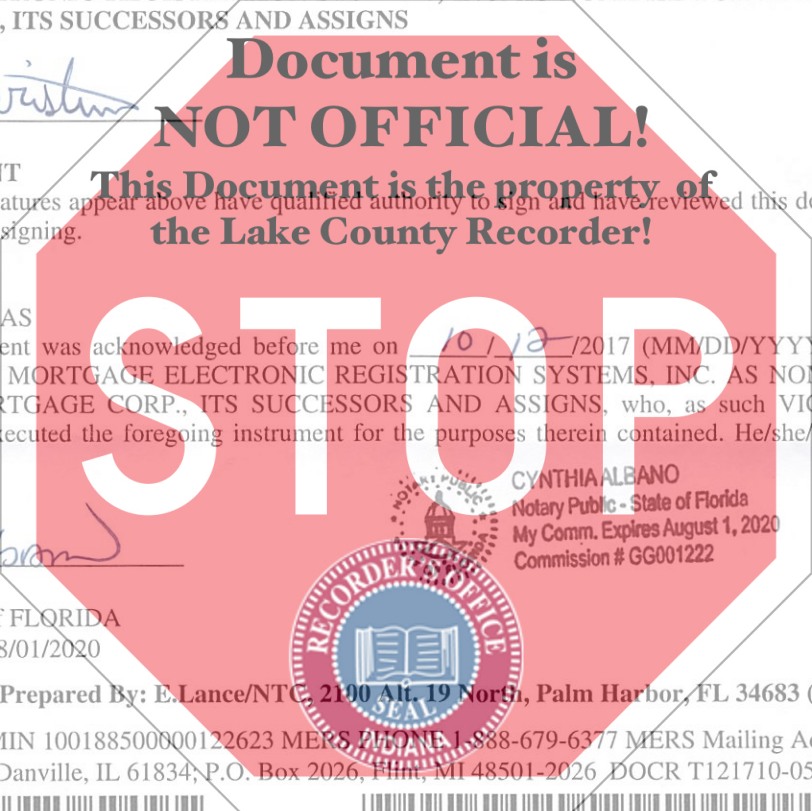 , ITS SUCCESSORS AND ASSIGNS
Document is
NOT OFFICIAL!
NT
This Document is the property of
atures appear above have qualified authority to sign and have reviewed this do
signing.
the Lake County Recorder!
STOP
AS
ent was acknowledged before me on 10 / 12 /2017 (MM/DD/YYYY
MORTGAGE ELECTRONIC REGISTRATION SYSTEMS, INC. AS NOM
RTGAGE CORP., ITS SUCCESSORS AND ASSIGNS, who, as such VIC
xecuted the foregoing instrument for the purposes therein contained. He/she/
NOTARY PUBLIC
CYNTHIA ALBANO
Notary Public - State of Florida
My Comm. Expires August 1, 2020
Commission # GG001222
RECORDER'S OFFICE
SEAL
INDIANA
f FLORIDA
8/01/2020
Prepared By: E.Lance/NTC, 2100 Alt. 19 North, Palm Harbor, FL 34683 (
MIN 100188500000122623 MERS PHONE 1-888-679-6377 MERS Mailing Ad
Danville, IL 61834; P.O. Box 2026, Flint, MI 48501-2026 DOCR T121710-05